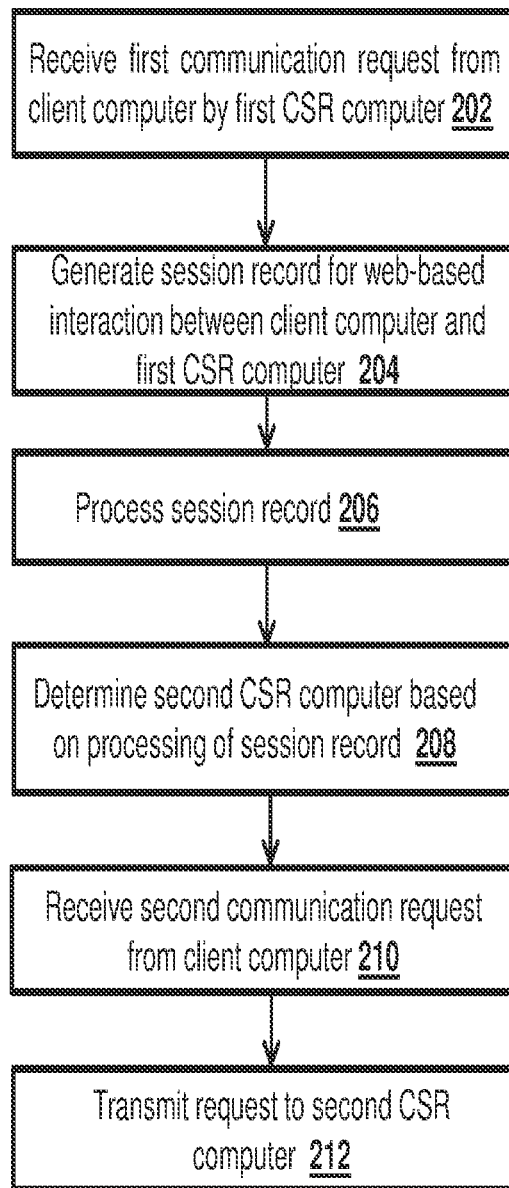 Receive first communication request from
client computer by first CSR computer 202
Generate session record for web-based
interaction between client computer and
first CSR computer 204
Process session record 206
Determine second CSR computer based
on processing of session record 208
Receive second communication request
from client computer 210
Transmit request to second CSR
computer 212